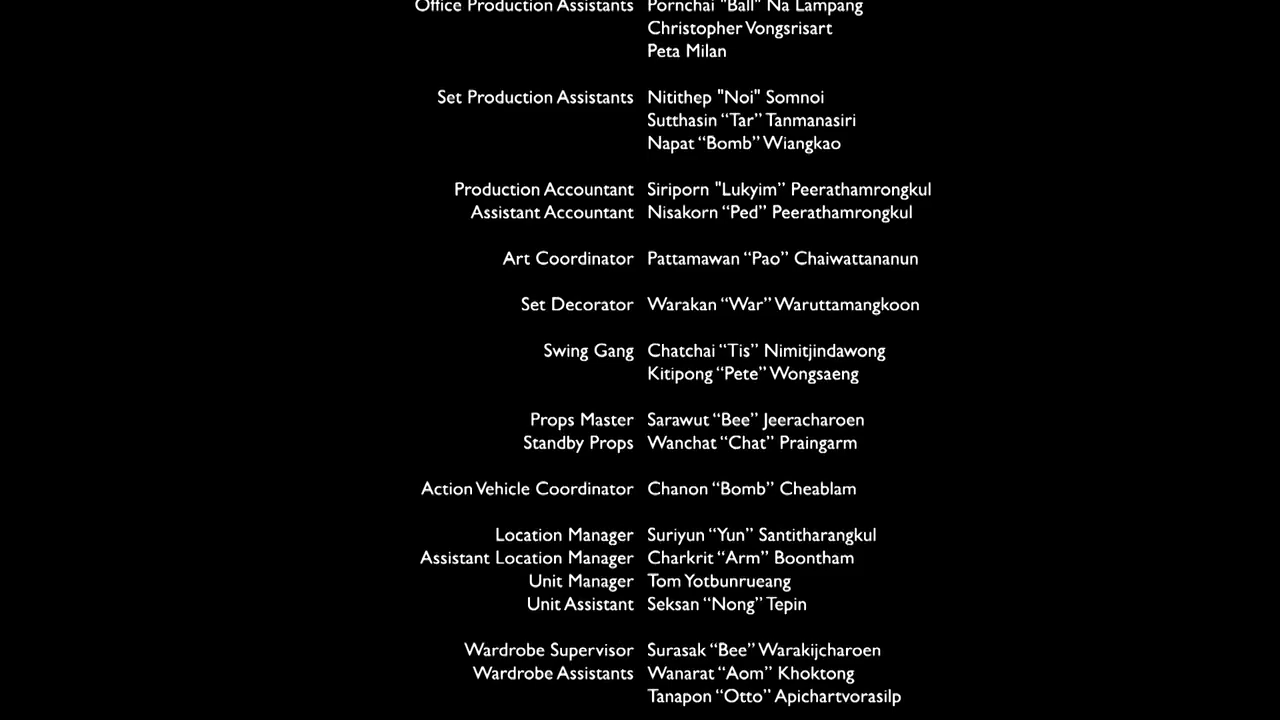 Office Production Assistants Pornchai "Ball" Na Lampang
Christopher Vongsrisart
Peta Milan
Set Production Assistants Nitithep "Noi" Somnoi
Sutthasin “Tar” Tanmanasiri
Napat “Bomb” Wiangkao
Production Accountant Siriporn "Lukyim” Peerathamrongkul
Assistant Accountant Nisakorn “Ped” Peerathamrongkul
Art Coordinator Pattamawan “Pao” Chaiwattananun
Set Decorator Warakan “War” Waruttamangkoon
Swing Gang Chatchai “Tis” Nimitjindawong
Kitipong “Pete” Wongsaeng
Props Master Sarawut “Bee” Jeeracharoen
Standby Props Wanchat “Chat” Praingarm
Action Vehicle Coordinator Chanon “Bomb” Cheablam
Location Manager Suriyun “Yun” Santitharangkul
Assistant Location Manager Charkrit “Arm” Boontham
Unit Manager Tom Yotbunrueang
Unit Assistant Seksan “Nong” Tepin
Wardrobe Supervisor Surasak “Bee” Warakijcharoen
Wardrobe Assistants Wanarat “Aom” Khoktong
Tanapon “Otto” Apichartvorasilp